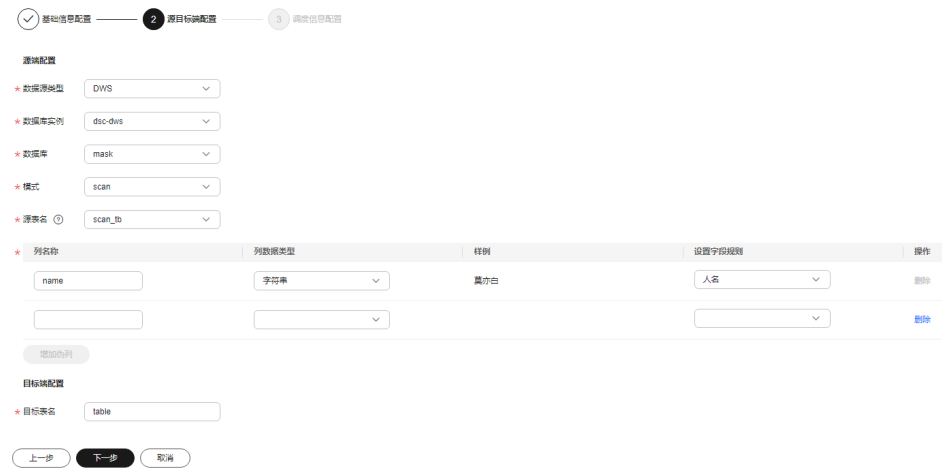 基础信息配置 2 源目标端配置 3 调度信息配置
源端配置
* 数据源类型 DWS
* 数据库实例 dsc-dws
* 数据库 mask
* 模式 scan
* 源表名 ? scan_tb
* 列名称 列数据类型 样例 设置字段规则 操作
name 字符串 莫亦白 人名 删除
删除
增加伪列
目标端配置
* 目标表名 table
上一步 下一步 取消